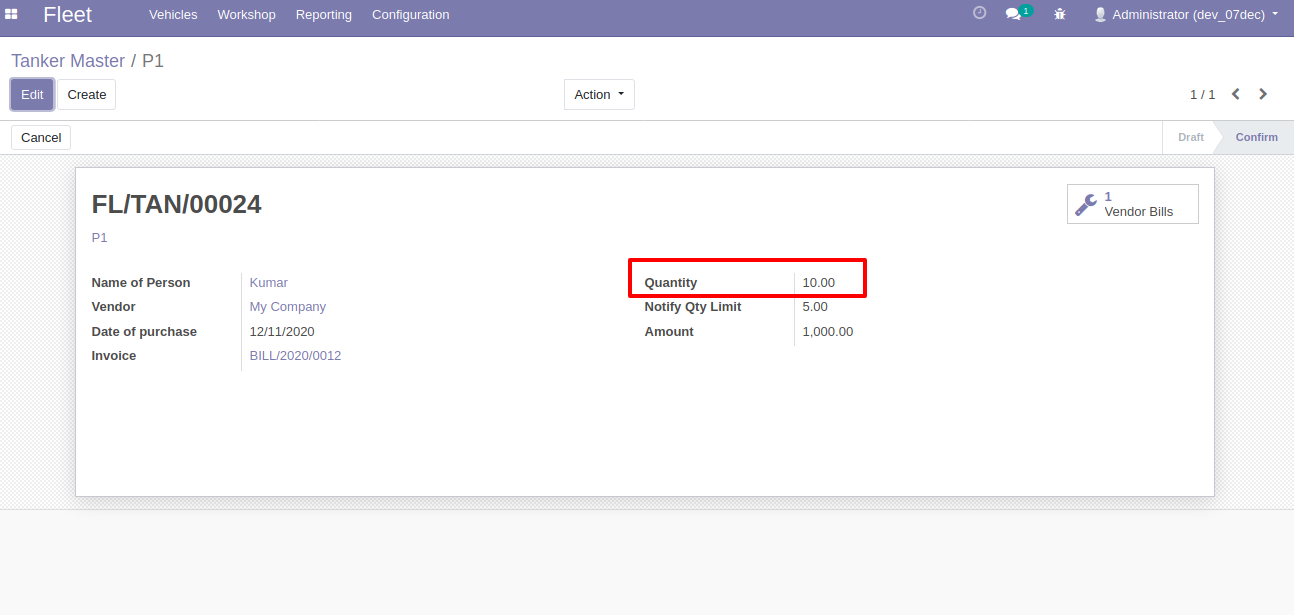 Fleet Vehicles Workshop Reporting Configuration 1 Administrator (dev_07dec)
Tanker Master / P1
Edit Create Action 1 / 1
Cancel Draft Confirm
FL/TAN/00024
1
Vendor Bills
P1
Name of Person Kumar Quantity 10.00
Vendor My Company Notify Qty Limit 5.00
Date of purchase 12/11/2020 Amount 1,000.00
Invoice BILL/2020/0012